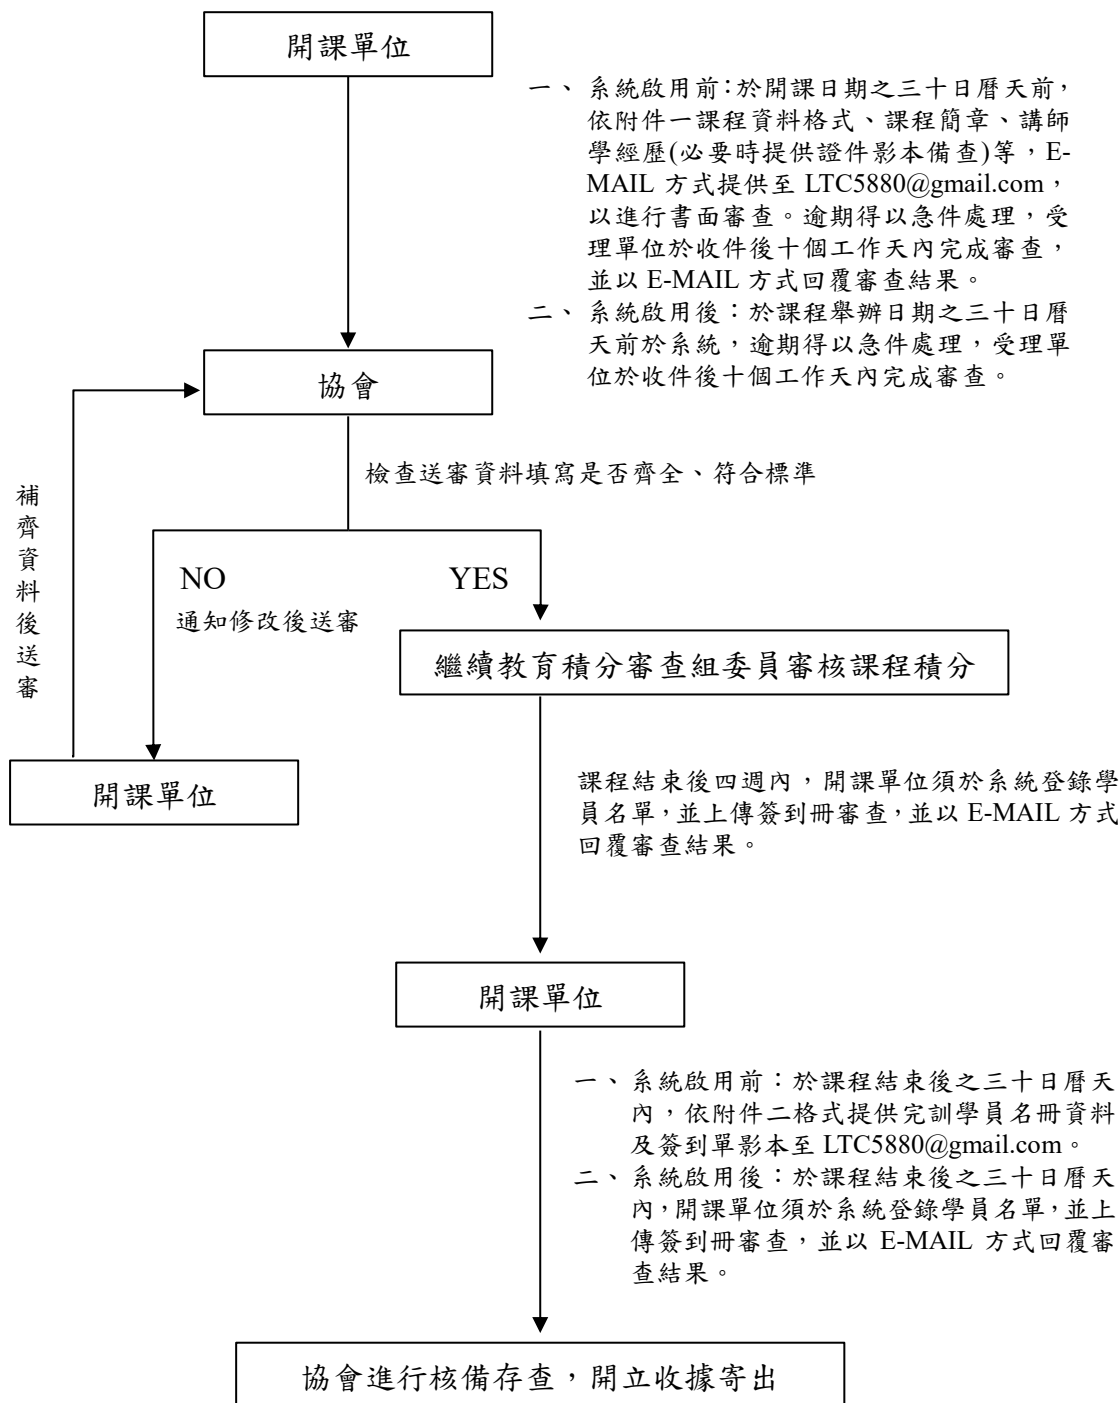 開課單位
一、 系統啟用前：於開課日期之三十日曆天前，
依附件一課程資料格式、課程簡章、講師
學經歷(必要時提供證件影本備查)等，E-
MAIL 方式提供至 LTC5880@gmail.com，
以進行書面審查。逾期得以急件處理，受
理單位於收件後十個工作天內完成審查，
並以 E-MAIL 方式回覆審查結果。
二、 系統啟用後：於課程舉辦日期之三十日曆
天前於系統，逾期得以急件處理，受理單
位於收件後十個工作天內完成審查。
協會
檢查送審資料填寫是否齊全、符合標準
補齊資料後送審
NO
YES
通知修改後送審
繼續教育積分審查組委員審核課程積分
開課單位
課程結束後四週內，開課單位須於系統登錄學
員名單，並上傳簽到冊審查，並以 E-MAIL 方式
回覆審查結果。
開課單位
一、 系統啟用前：於課程結束後之三十日曆天
內，依附件二格式提供完訓學員名冊資料
及簽到單影本至 LTC5880@gmail.com。
二、 系統啟用後：於課程結束後之三十日曆天
內，開課單位須於系統登錄學員名單，並上
傳簽到冊審查，並以 E-MAIL 方式回覆審
查結果。
協會進行核備存查，開立收據寄出